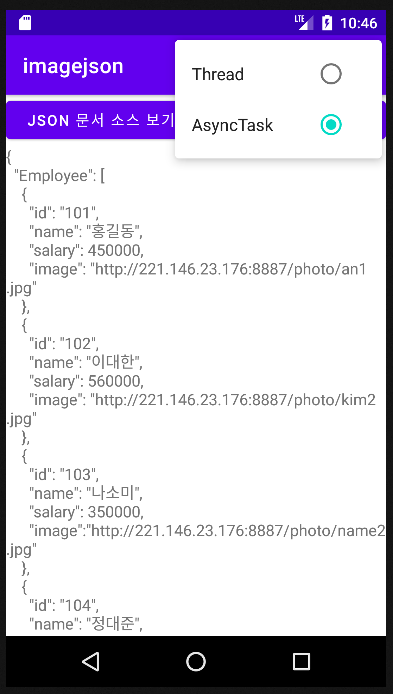 LTE 10:46
imagejson
Thread
AsyncTask
JSON 문서 소스 보기
{
"Employee": [
{
"id": "101",
"name": "홍길동",
"salary": 450000,
"image": "http://221.146.23.176:8887/photo/an1
.jpg"
},
{
"id": "102",
"name": "이대한",
"salary": 560000,
"image": "http://221.146.23.176:8887/photo/kim2
.jpg"
},
{
"id": "103",
"name": "나소미",
"salary": 350000,
"image":"http://221.146.23.176:8887/photo/name2
.jpg"
},
{
"id": "104",
"name": "정대준",